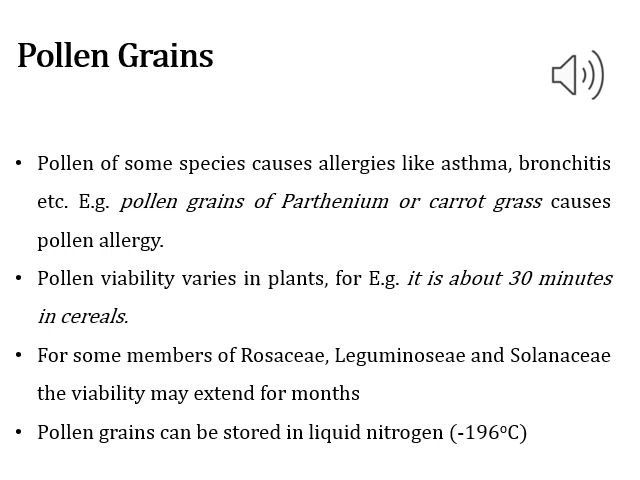 Pollen Grains
• Pollen of some species causes allergies like asthma, bronchitis
etc. E.g. pollen grains of Parthenium or carrot grass causes
pollen allergy.
• Pollen viability varies in plants, for E.g. it is about 30 minutes
in cereals.
• For some members of Rosaceae, Leguminoseae and Solanaceae
the viability may extend for months
• Pollen grains can be stored in liquid nitrogen (-196ºC)